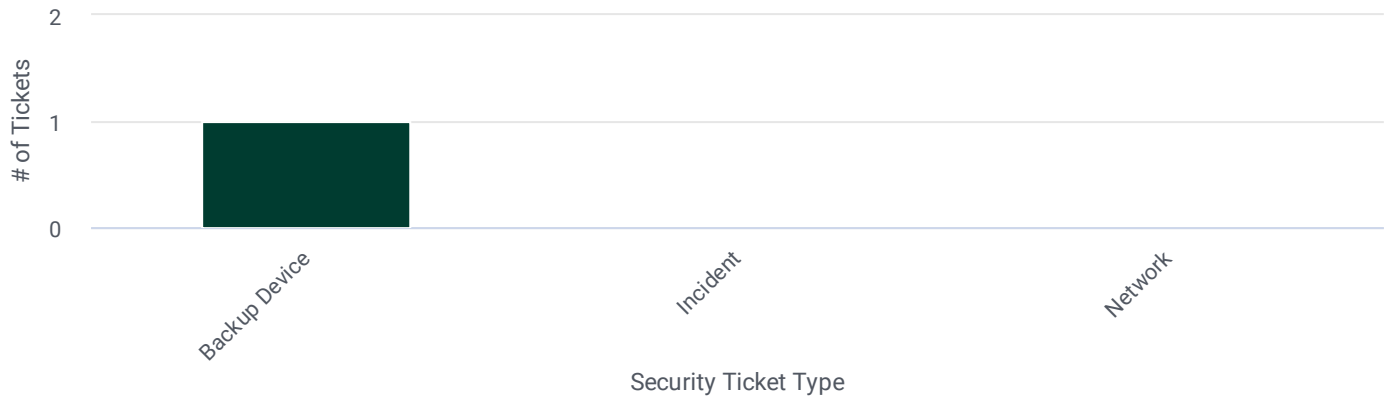 2
1
0
# of Tickets
Backup Device
Incident
Network
Security Ticket Type